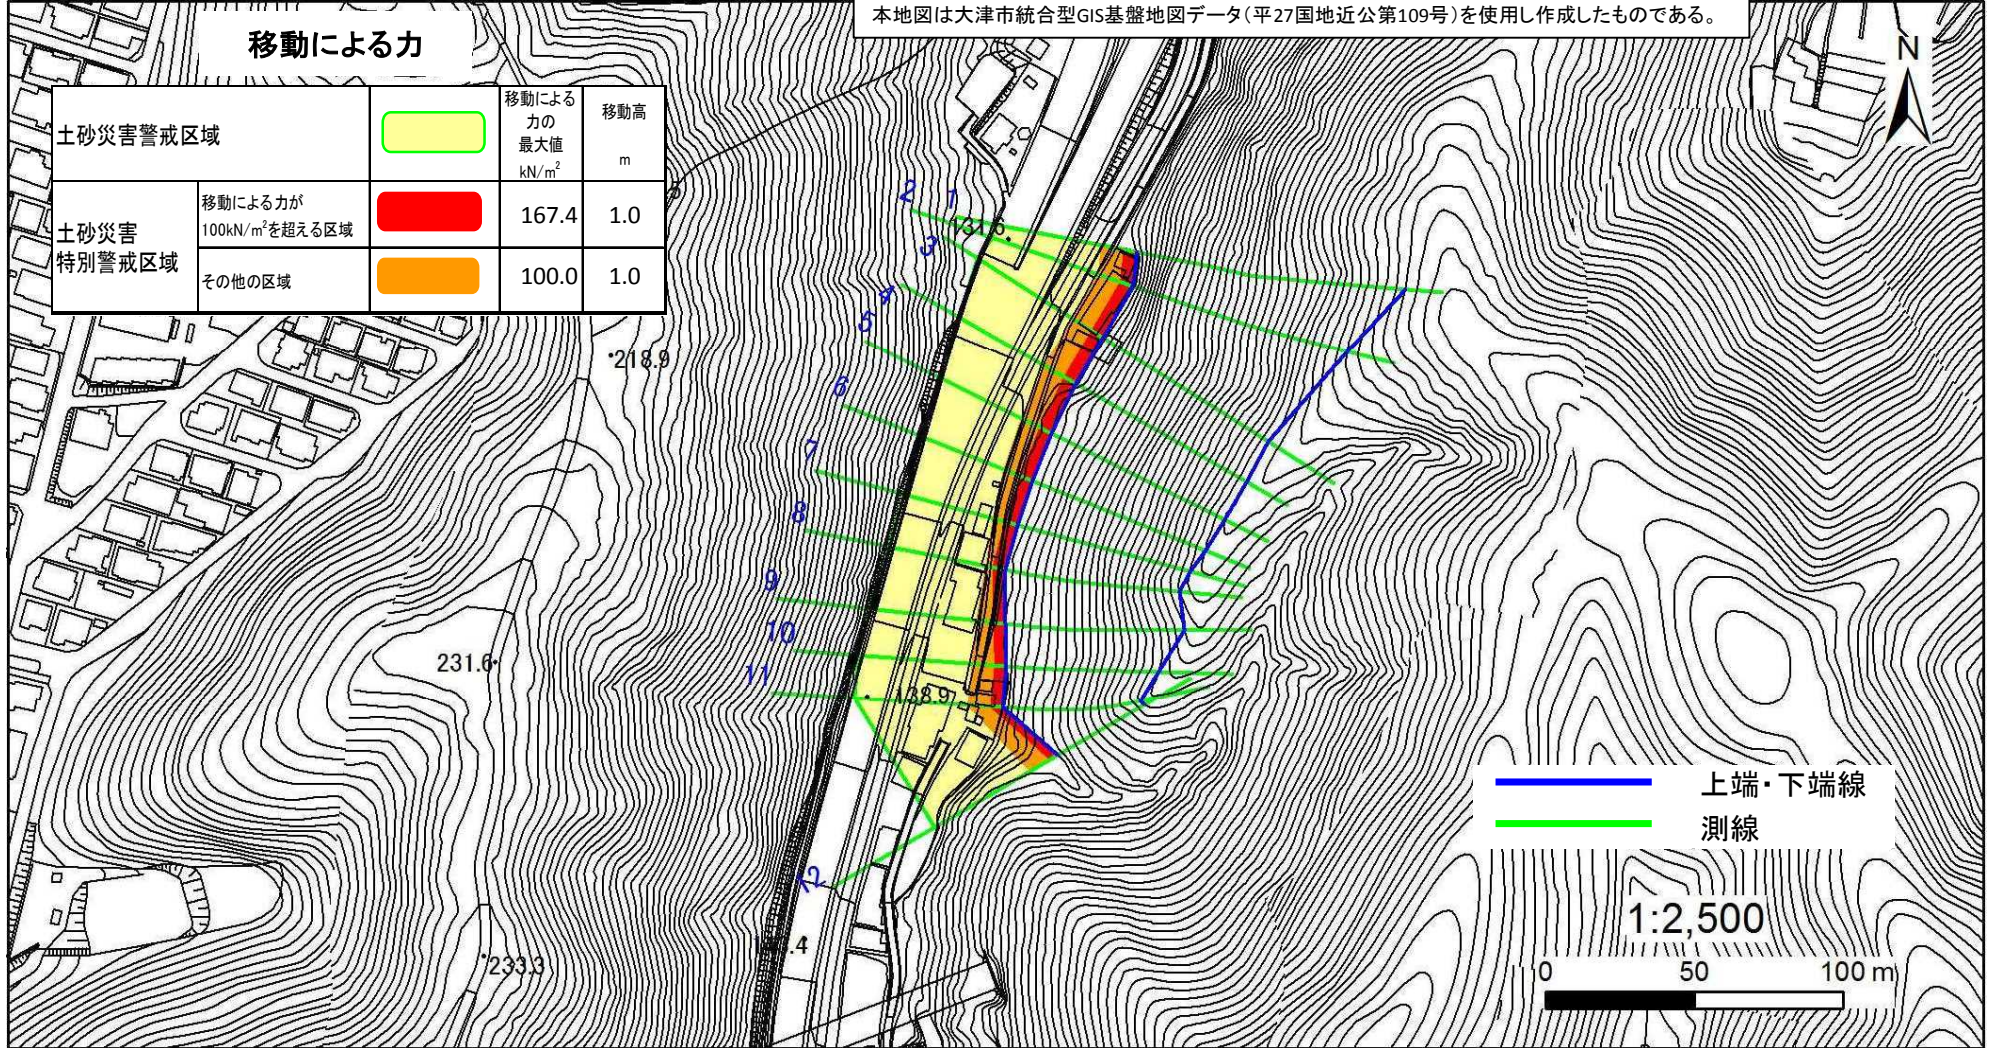 本地図は大津市統合型GIS基盤地図データ(平27国地近公第109号)を使用し作成したものである。
移動による力
土砂災害警戒区域
移動による
力の
最大値
kN/m²
移動高
m
土砂災害
特別警戒区域
移動による力が
100kN/m²を超える区域
167.4
1.0
その他の区域
100.0
1.0
N
2
1
131.6
3
4
5
218.9
6
7
8
9
10
231.6
11
138.9
12
233.3
上端・下端線
測線
1:2,500
0
50
100 m